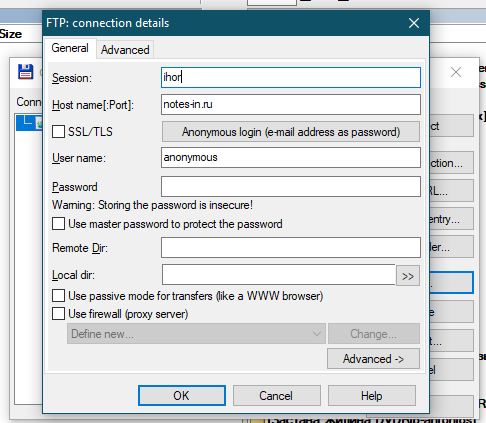 Size
FTP: connection details
General
Advanced
Session:
ihor
Host name[:Port]:
notes-in.ru
SSL/TLS
Anonymous login (e-mail address as password)
User name:
anonymous
Password
Warning: Storing the password is insecure!
Use master password to protect the password
Remote Dir:
Local dir:
>>
Use passive mode for transfers (like a WWW browser)
Use firewall (proxy server)
Define new...
Change...
Advanced ->
OK
Cancel
Help
Conne
ct
ction...
RL...
entry...
der...